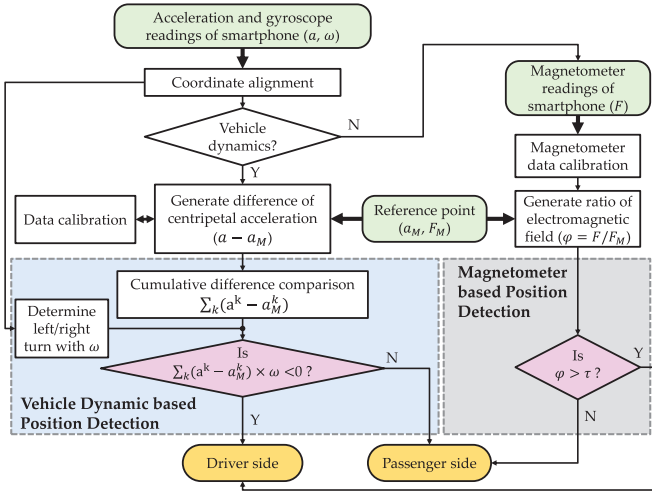 Acceleration and gyroscope
readings of smartphone (a, ω)
Coordinate alignment
Vehicle
dynamics?
N
Y
Magnetometer
readings of
smartphone (F)
Magnetometer
data calibration
Data calibration
Generate difference of
centripetal acceleration
(a − a_M)
Reference point
(a_M, F_M)
Generate ratio of
electromagnetic
field (φ = F/F_M)
Cumulative difference comparison
∑_k(a^k − a_M^k)
Determine
left/right
turn with ω
Is
∑_k(a^k − a_M^k) × ω <0 ?
N
Y
Vehicle Dynamic based
Position Detection
Magnetometer
based Position
Detection
Is
φ > τ ?
Y
N
Driver side
Passenger side